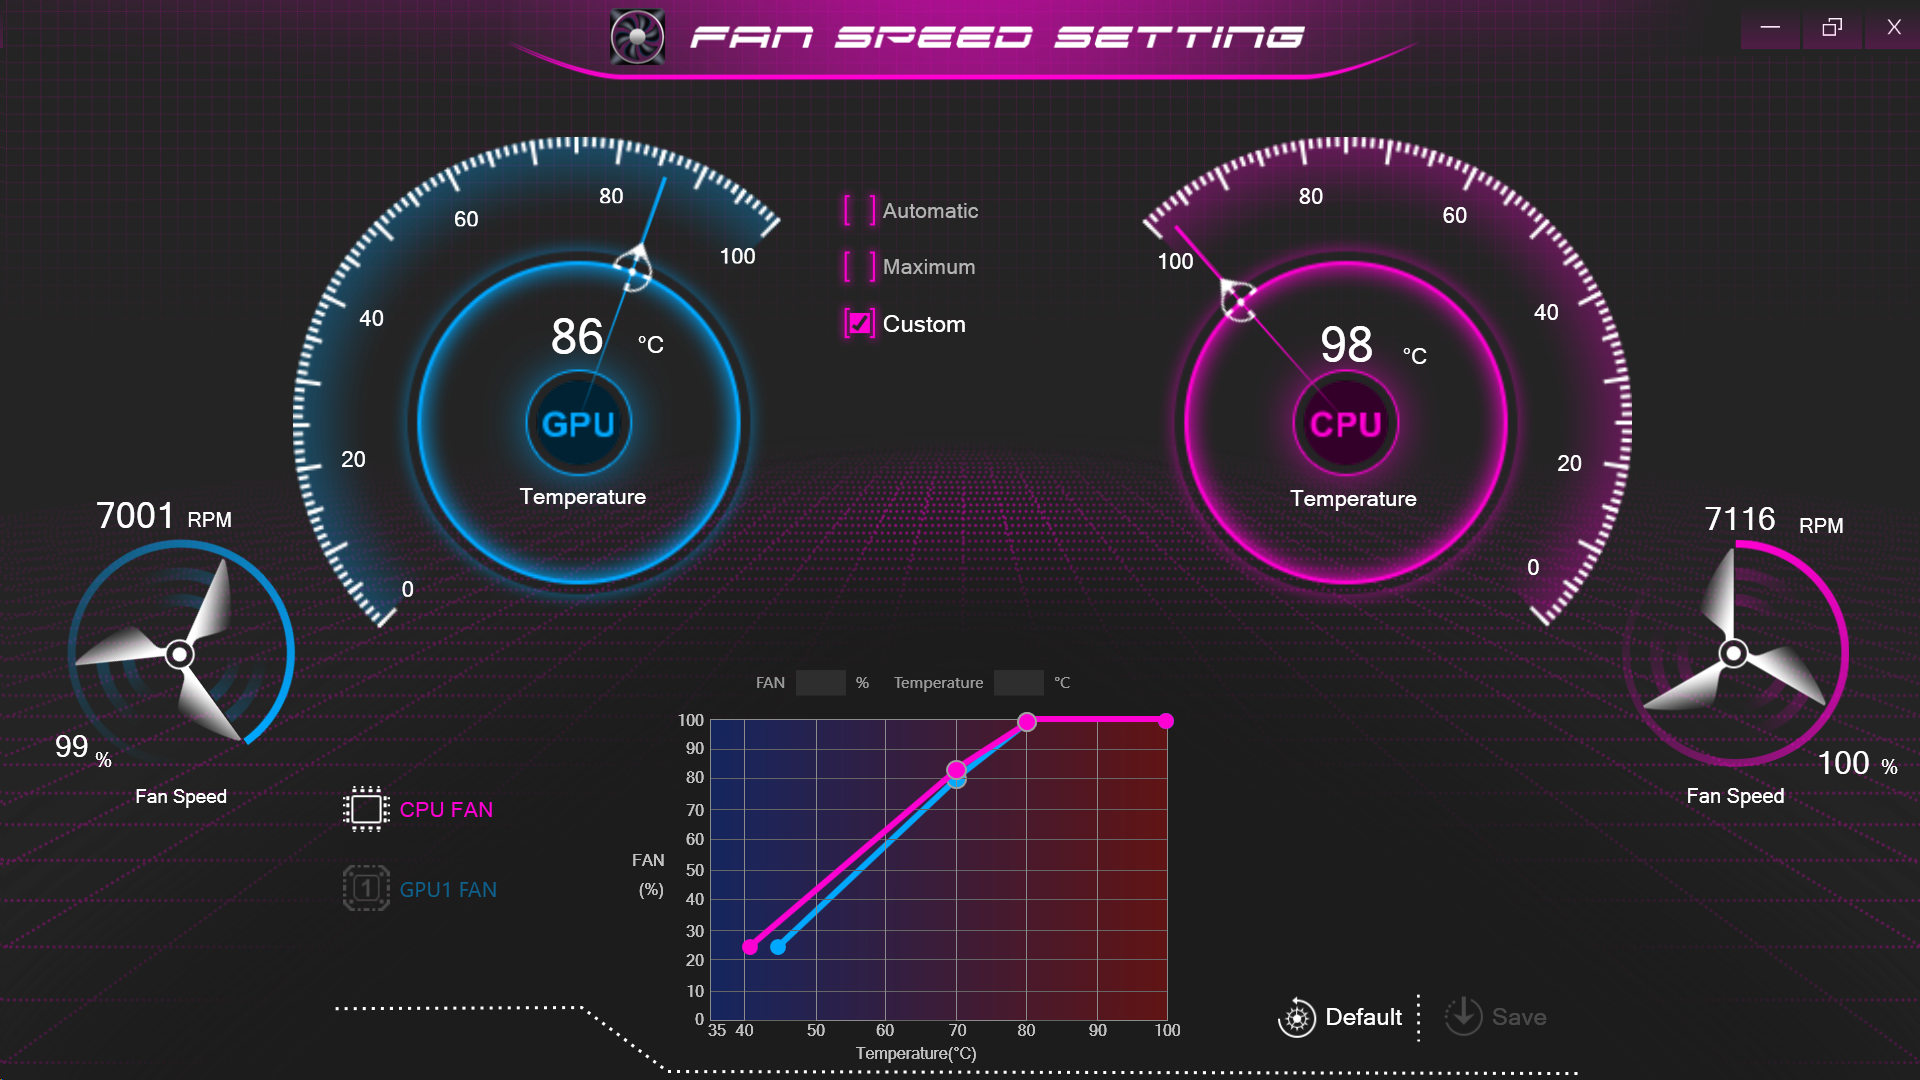 FAN SPEED SETTING
X
80
60
100
40
20
0
86 °C
GPU
Temperature
Automatic
Maximum
Custom
80
60
100
40
20
0
98 °C
CPU
Temperature
7001 RPM
99 %
Fan Speed
7116 RPM
100 %
Fan Speed
CPU FAN
1 GPU1 FAN
FAN % Temperature °C
FAN
(%)
100
90
80
70
60
50
40
30
20
10
0
35 40 50 60 70 80 90 100
Temperature(°C)
Default
Save